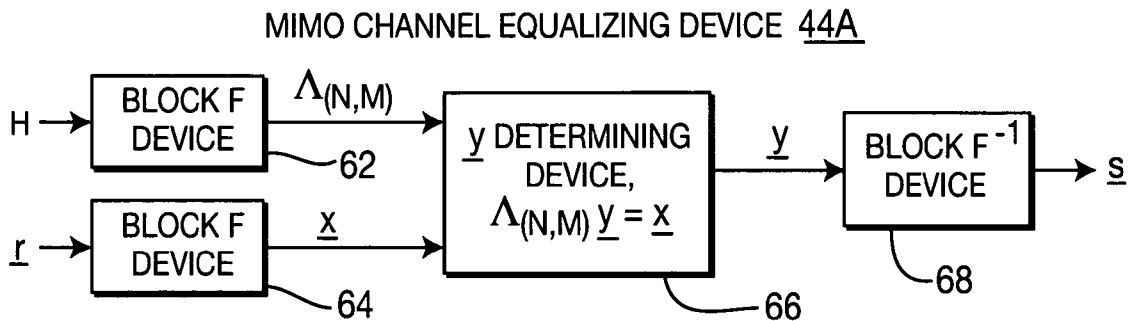 MIMO CHANNEL EQUALIZING DEVICE 44A
H
BLOCK F
DEVICE
62
Λ(N,M)
r
BLOCK F
DEVICE
64
x
y DETERMINING
DEVICE,
Λ(N,M) y = x
66
y
BLOCK F-1
DEVICE
68
s